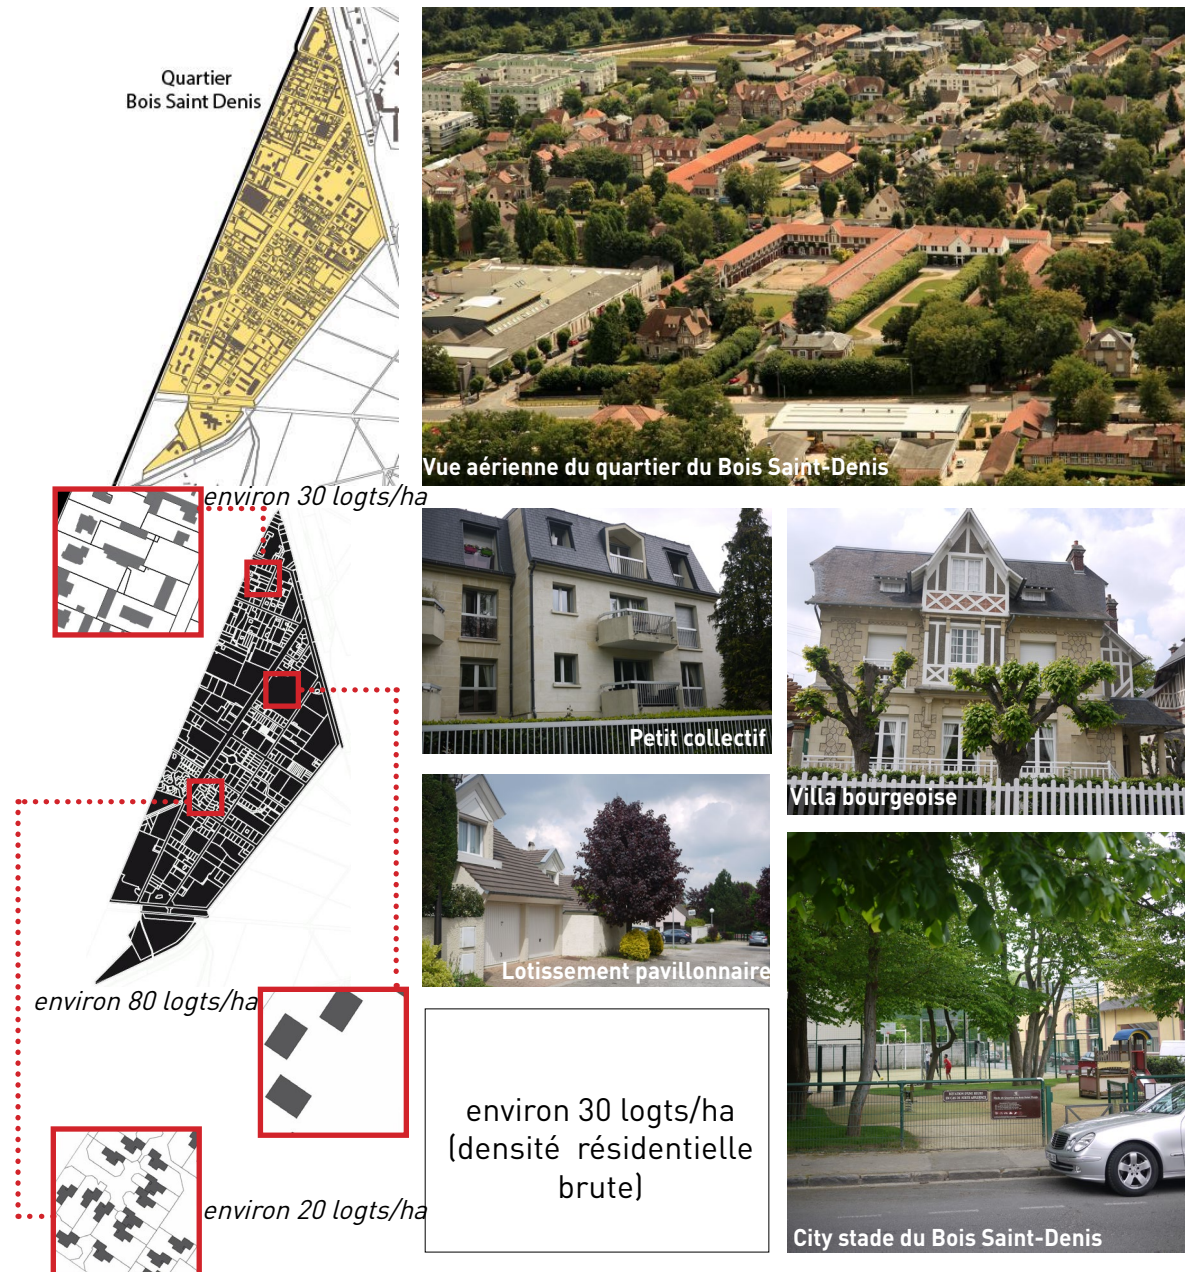 Quartier
Bois Saint Denis
Vue aérienne du quartier du Bois Saint-Denis
environ 30 logts/ha
Petit collectif
Villa bourgeoise
Lotissement pavillonnaire
environ 80 logts/ha
environ 30 logts/ha
(densité résidentielle
brute)
environ 20 logts/ha
City stade du Bois Saint-Denis